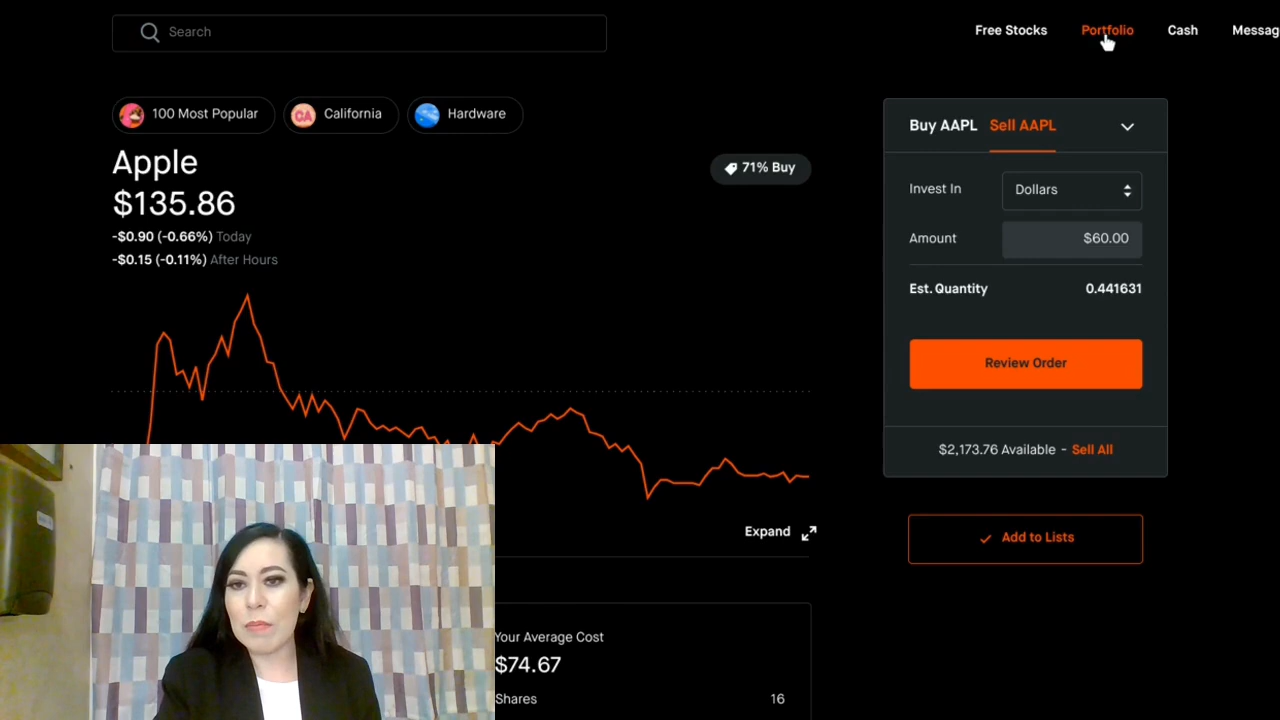 Search
Free Stocks
Portfolio
Cash
Messag
100 Most Popular
CA
California
Hardware
Apple
$135.86
71% Buy
-$0.90 (-0.66%) Today
-$0.15 (-0.11%) After Hours
Buy AAPL
Sell AAPL
Invest In
Dollars
Amount
$60.00
Est. Quantity
0.441631
Review Order
$2,173.76 Available - Sell All
Add to Lists
Expand
Your Average Cost
$74.67
Shares
16